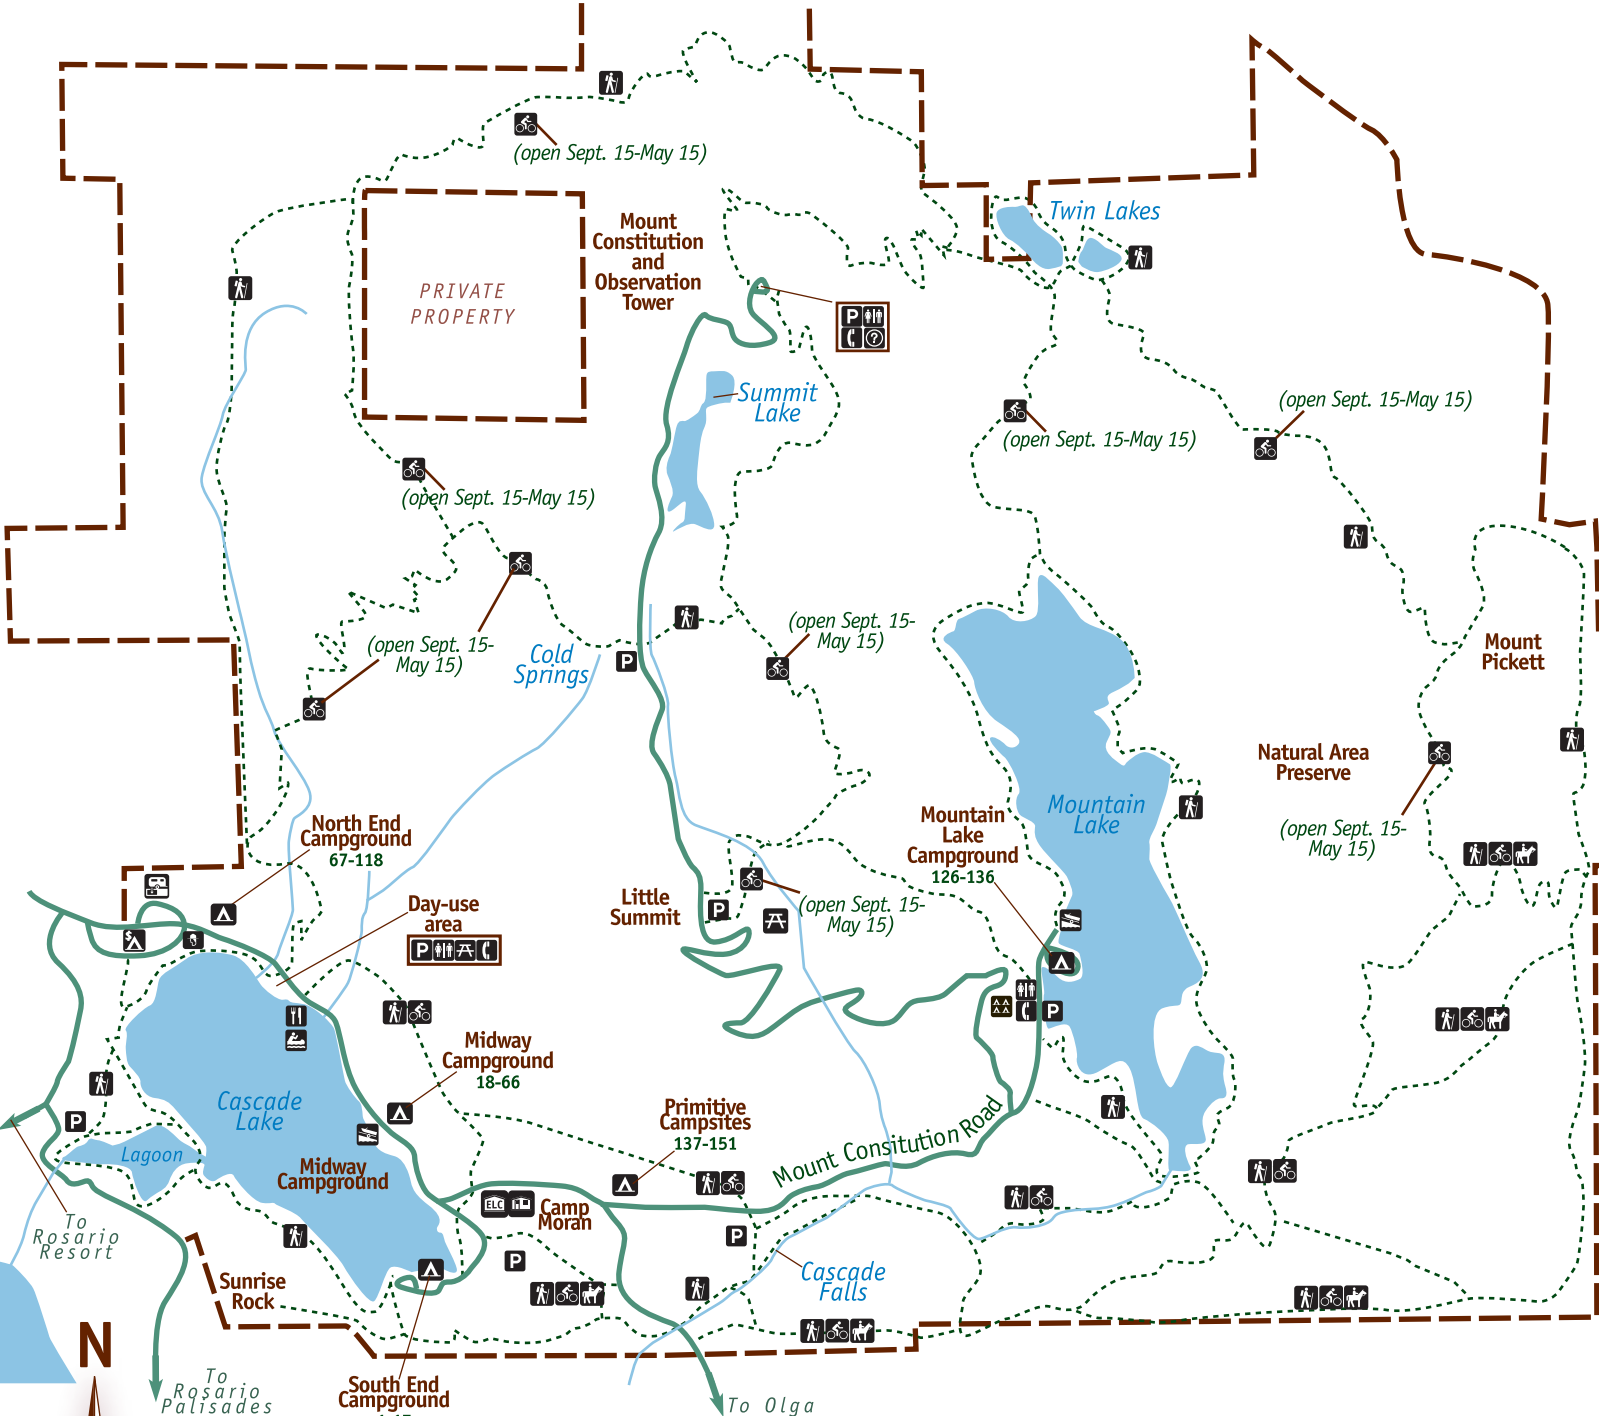 (open Sept. 15-May 15)
Mount
Constitution
and
Observation
Tower
Twin Lakes
PRIVATE
PROPERTY
P
?
Summit
Lake
(open Sept. 15-May 15)
(open Sept. 15-May 15)
(open Sept. 15-May 15)
(open Sept. 15-
May 15)
(open Sept. 15-
May 15)
Cold
Springs
P
Mount
Pickett
Natural Area
Preserve
(open Sept. 15-
May 15)
Mountain
Lake
Mountain
Lake
Campground
126-136
North End
Campground
67-118
Day-use
area
P
$
Little
Summit
P
(open Sept. 15-
May 15)
P
Midway
Campground
18-66
Cascade
Lake
P
Lagoon
Midway
Campground
Primitive
Campsites
137-151
Mount Consitution Road
ELC
Camp
Moran
P
P
To
Rosario
Resort
Cascade
Falls
Sunrise
Rock
N
South End
Campground
To
Rosario
Palisades
To Olga